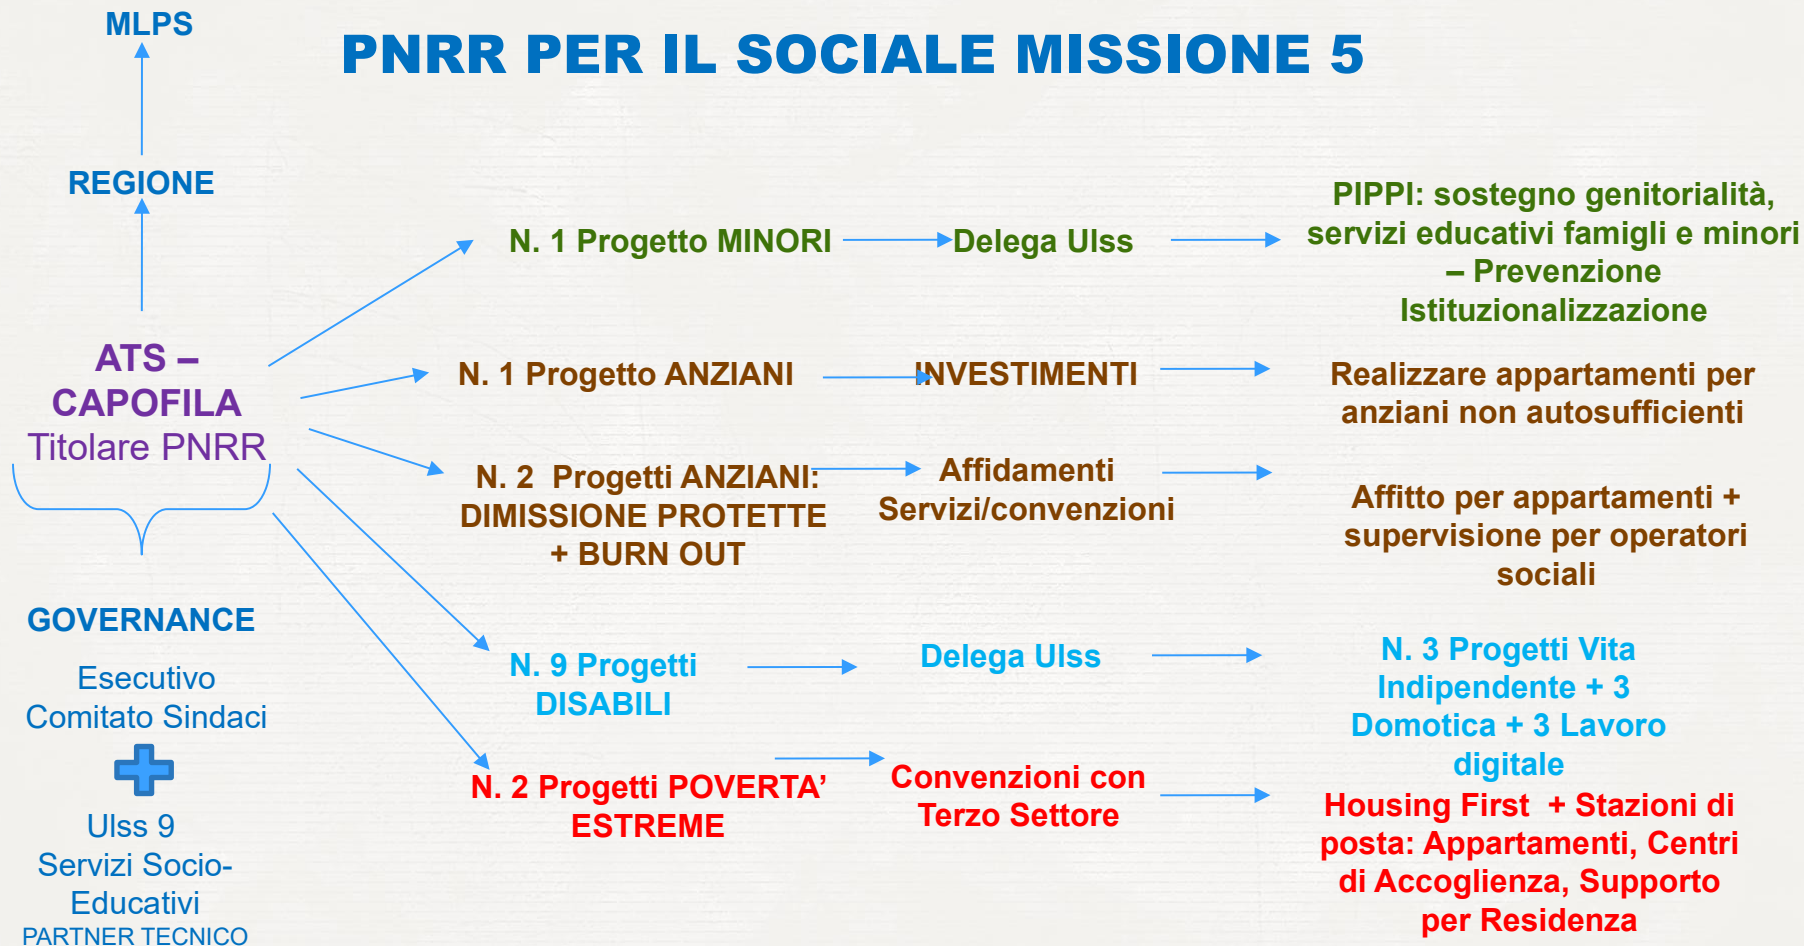 MLPS
PNRR PER IL SOCIALE MISSIONE 5
REGIONE
ATS –
CAPOFILA
Titolare PNRR
GOVERNANCE
Esecutivo
Comitato Sindaci
Ulss 9
Servizi Socio-
Educativi
PARTNER TECNICO
N. 1 Progetto MINORI
Delega Ulss
PIPPI: sostegno genitorialità,
servizi educativi famigli e minori
– Prevenzione
Istituzionalizzazione
N. 1 Progetto ANZIANI
INVESTIMENTI
Realizzare appartamenti per
anziani non autosufficienti
N. 2 Progetti ANZIANI:
DIMISSIONE PROTETTE
+ BURN OUT
Affidamenti
Servizi/convenzioni
Affitto per appartamenti +
supervisione per operatori
sociali
N. 9 Progetti
DISABILI
Delega Ulss
N. 3 Progetti Vita
Indipendente + 3
Domotica + 3 Lavoro
digitale
N. 2 Progetti POVERTA’
ESTREME
Convenzioni con
Terzo Settore
Housing First + Stazioni di
posta: Appartamenti, Centri
di Accoglienza, Supporto
per Residenza